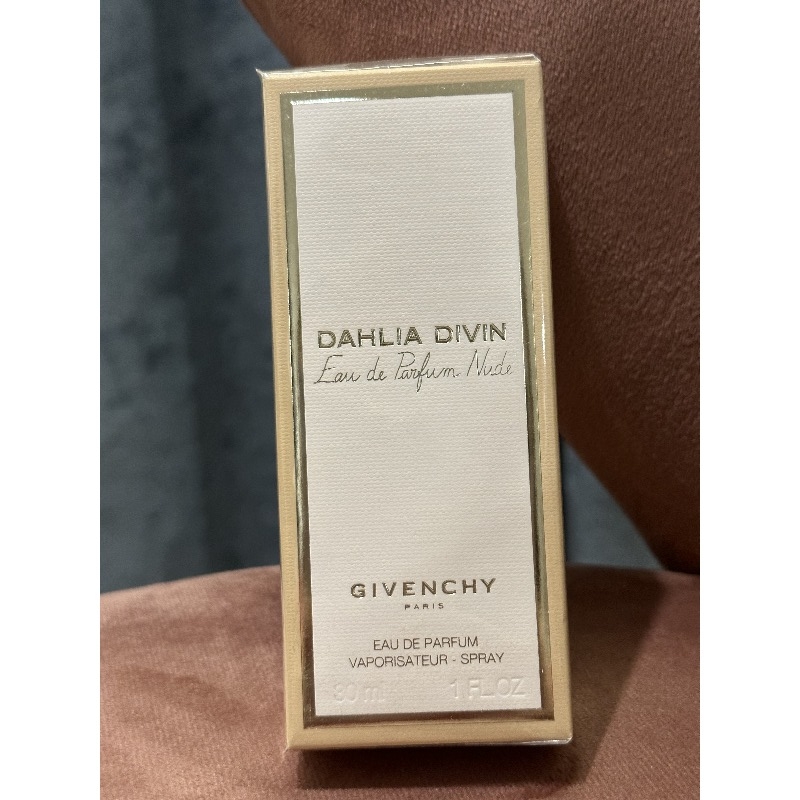 DAHLIA DIVIN
Eau de Parfum Nude
GIVENCHY
PARIS
EAU DE PARFUM
VAPORISATEUR - SPRAY
30 ml 1 FL.OZ